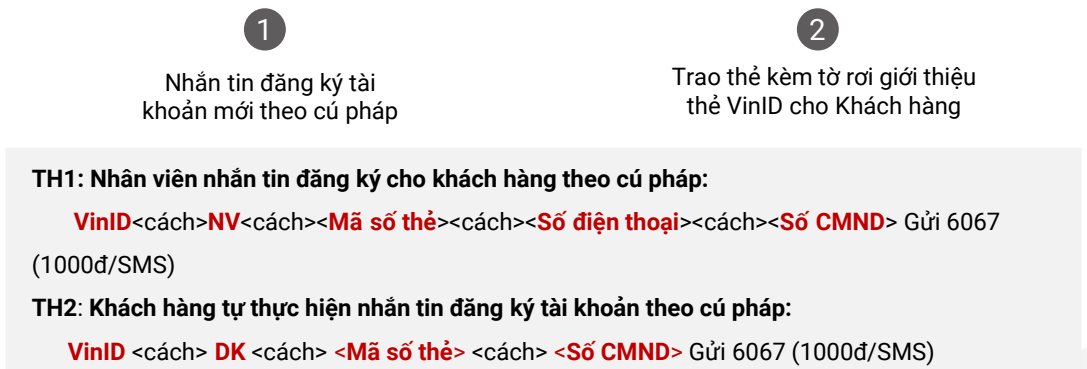 1
Nhắn tin đăng ký tài
khoản mới theo cú pháp
2
Trao thẻ kèm tờ rơi giới thiệu
thẻ VinID cho Khách hàng
TH1: Nhân viên nhắn tin đăng ký cho khách hàng theo cú pháp:
VinID<cách>NV<cách><Mã số thẻ><cách><Số điện thoại><cách><Số CMND> Gửi 6067
(1000đ/SMS)
TH2: Khách hàng tự thực hiện nhắn tin đăng ký tài khoản theo cú pháp:
VinID <cách> DK <cách> <Mã số thẻ> <cách> <Số CMND> Gửi 6067 (1000đ/SMS)